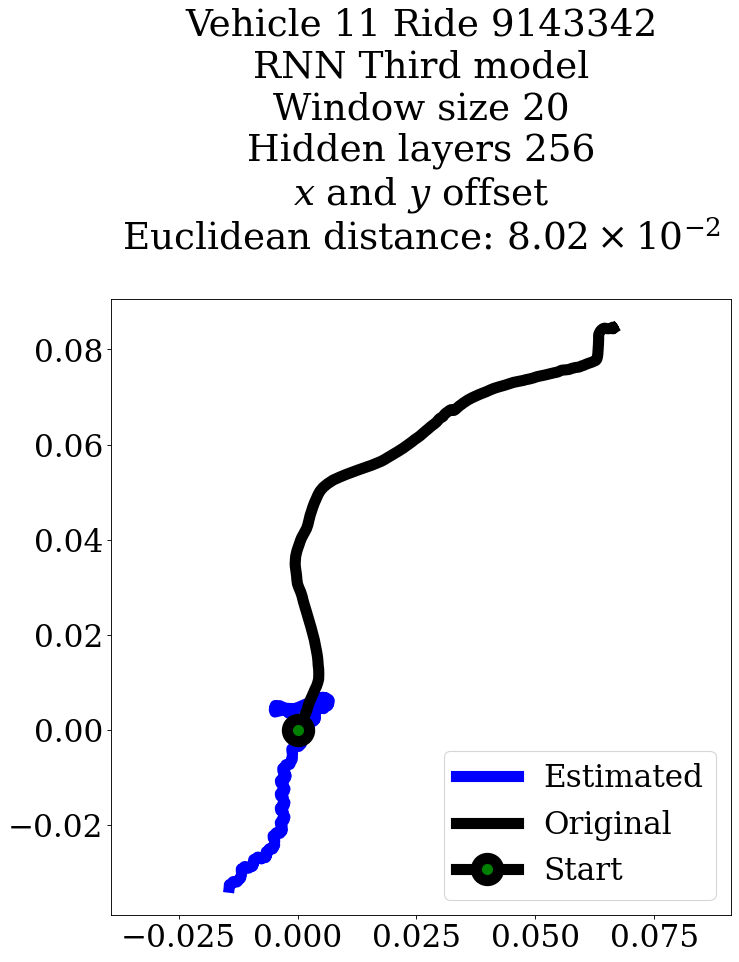 Vehicle 11 Ride 9143342
RNN Third model
Window size 20
Hidden layers 256
x and y offset
Euclidean distance: 8.02 × 10⁻²
0.08
0.06
0.04
0.02
0.00
−0.02
Estimated
Original
Start
−0.025 0.000 0.025 0.050 0.075